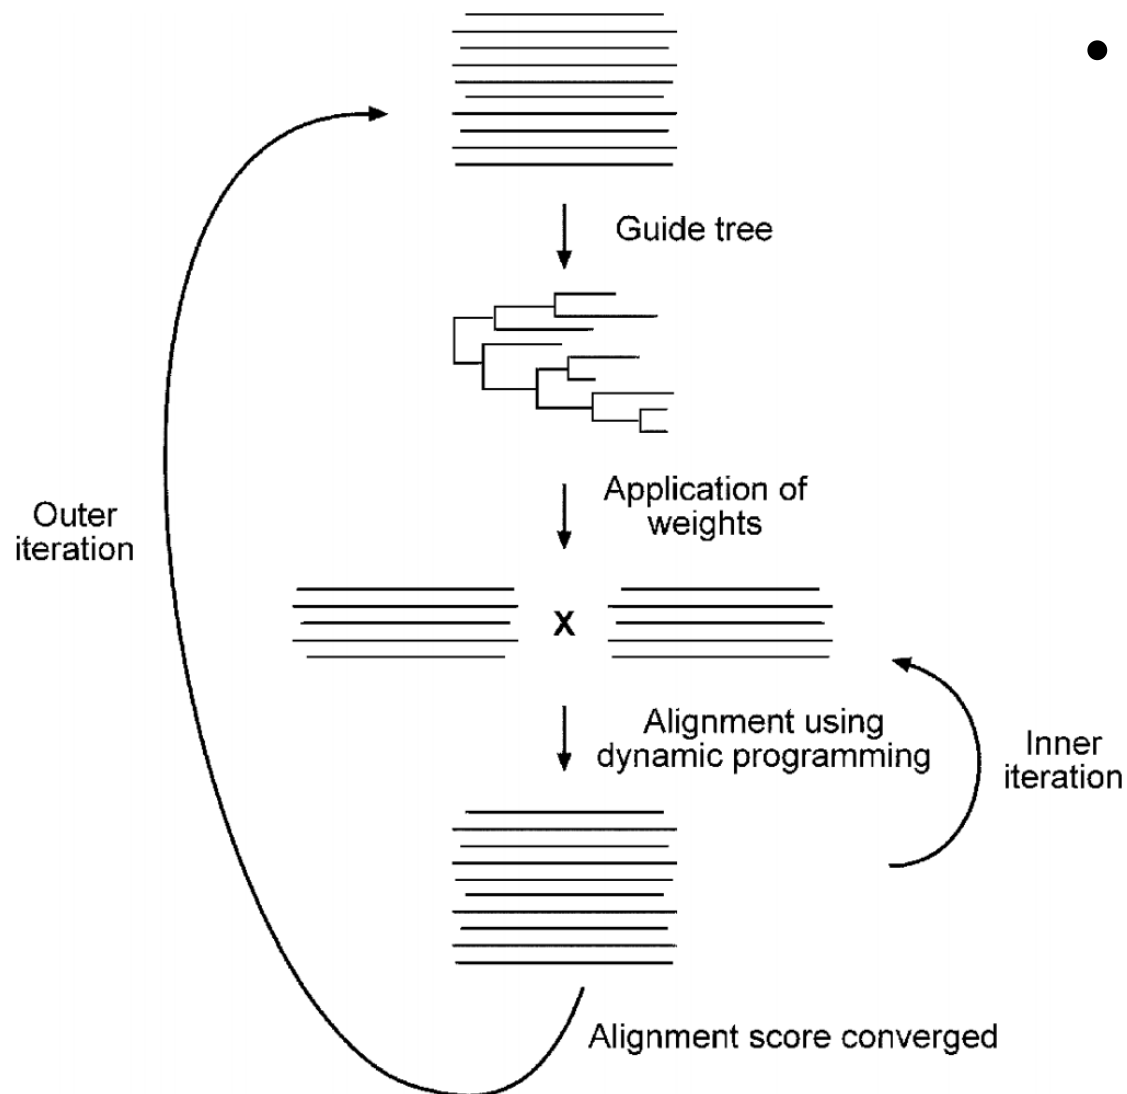 Guide tree
Application of
weights
Outer
iteration
X
Alignment using
dynamic programming
Inner
iteration
Alignment score converged